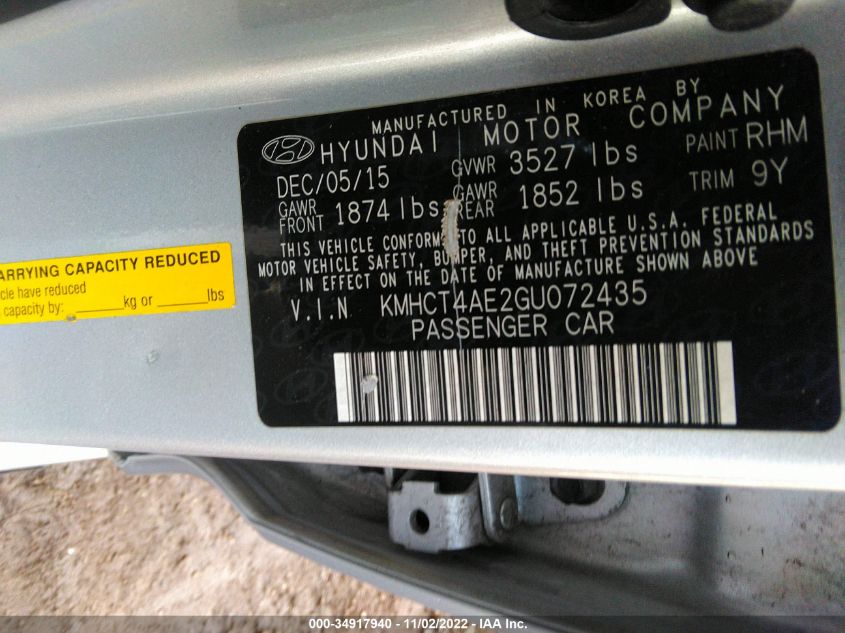 MANUFACTURED IN KOREA BY
HYUNDAI MOTOR COMPANY
DEC/05/15 GVWR 3527 lbs PAINT RHM
GAWR FRONT 1874 lbs GAWR REAR 1852 lbs TRIM 9Y
THIS VEHICLE CONFORMS TO ALL APPLICABLE U.S.A. FEDERAL
MOTOR VEHICLE SAFETY, BUMPER, AND THEFT PREVENTION STANDARDS
IN EFFECT ON THE DATE OF MANUFACTURE SHOWN ABOVE
V.I.N KMHCT4AE2GU072435
PASSENGER CAR
ARRYING CAPACITY REDUCED
cle have reduced
capacity by: ______kg or ______lbs
000-34917940 - 11/02/2022 - IAA Inc.